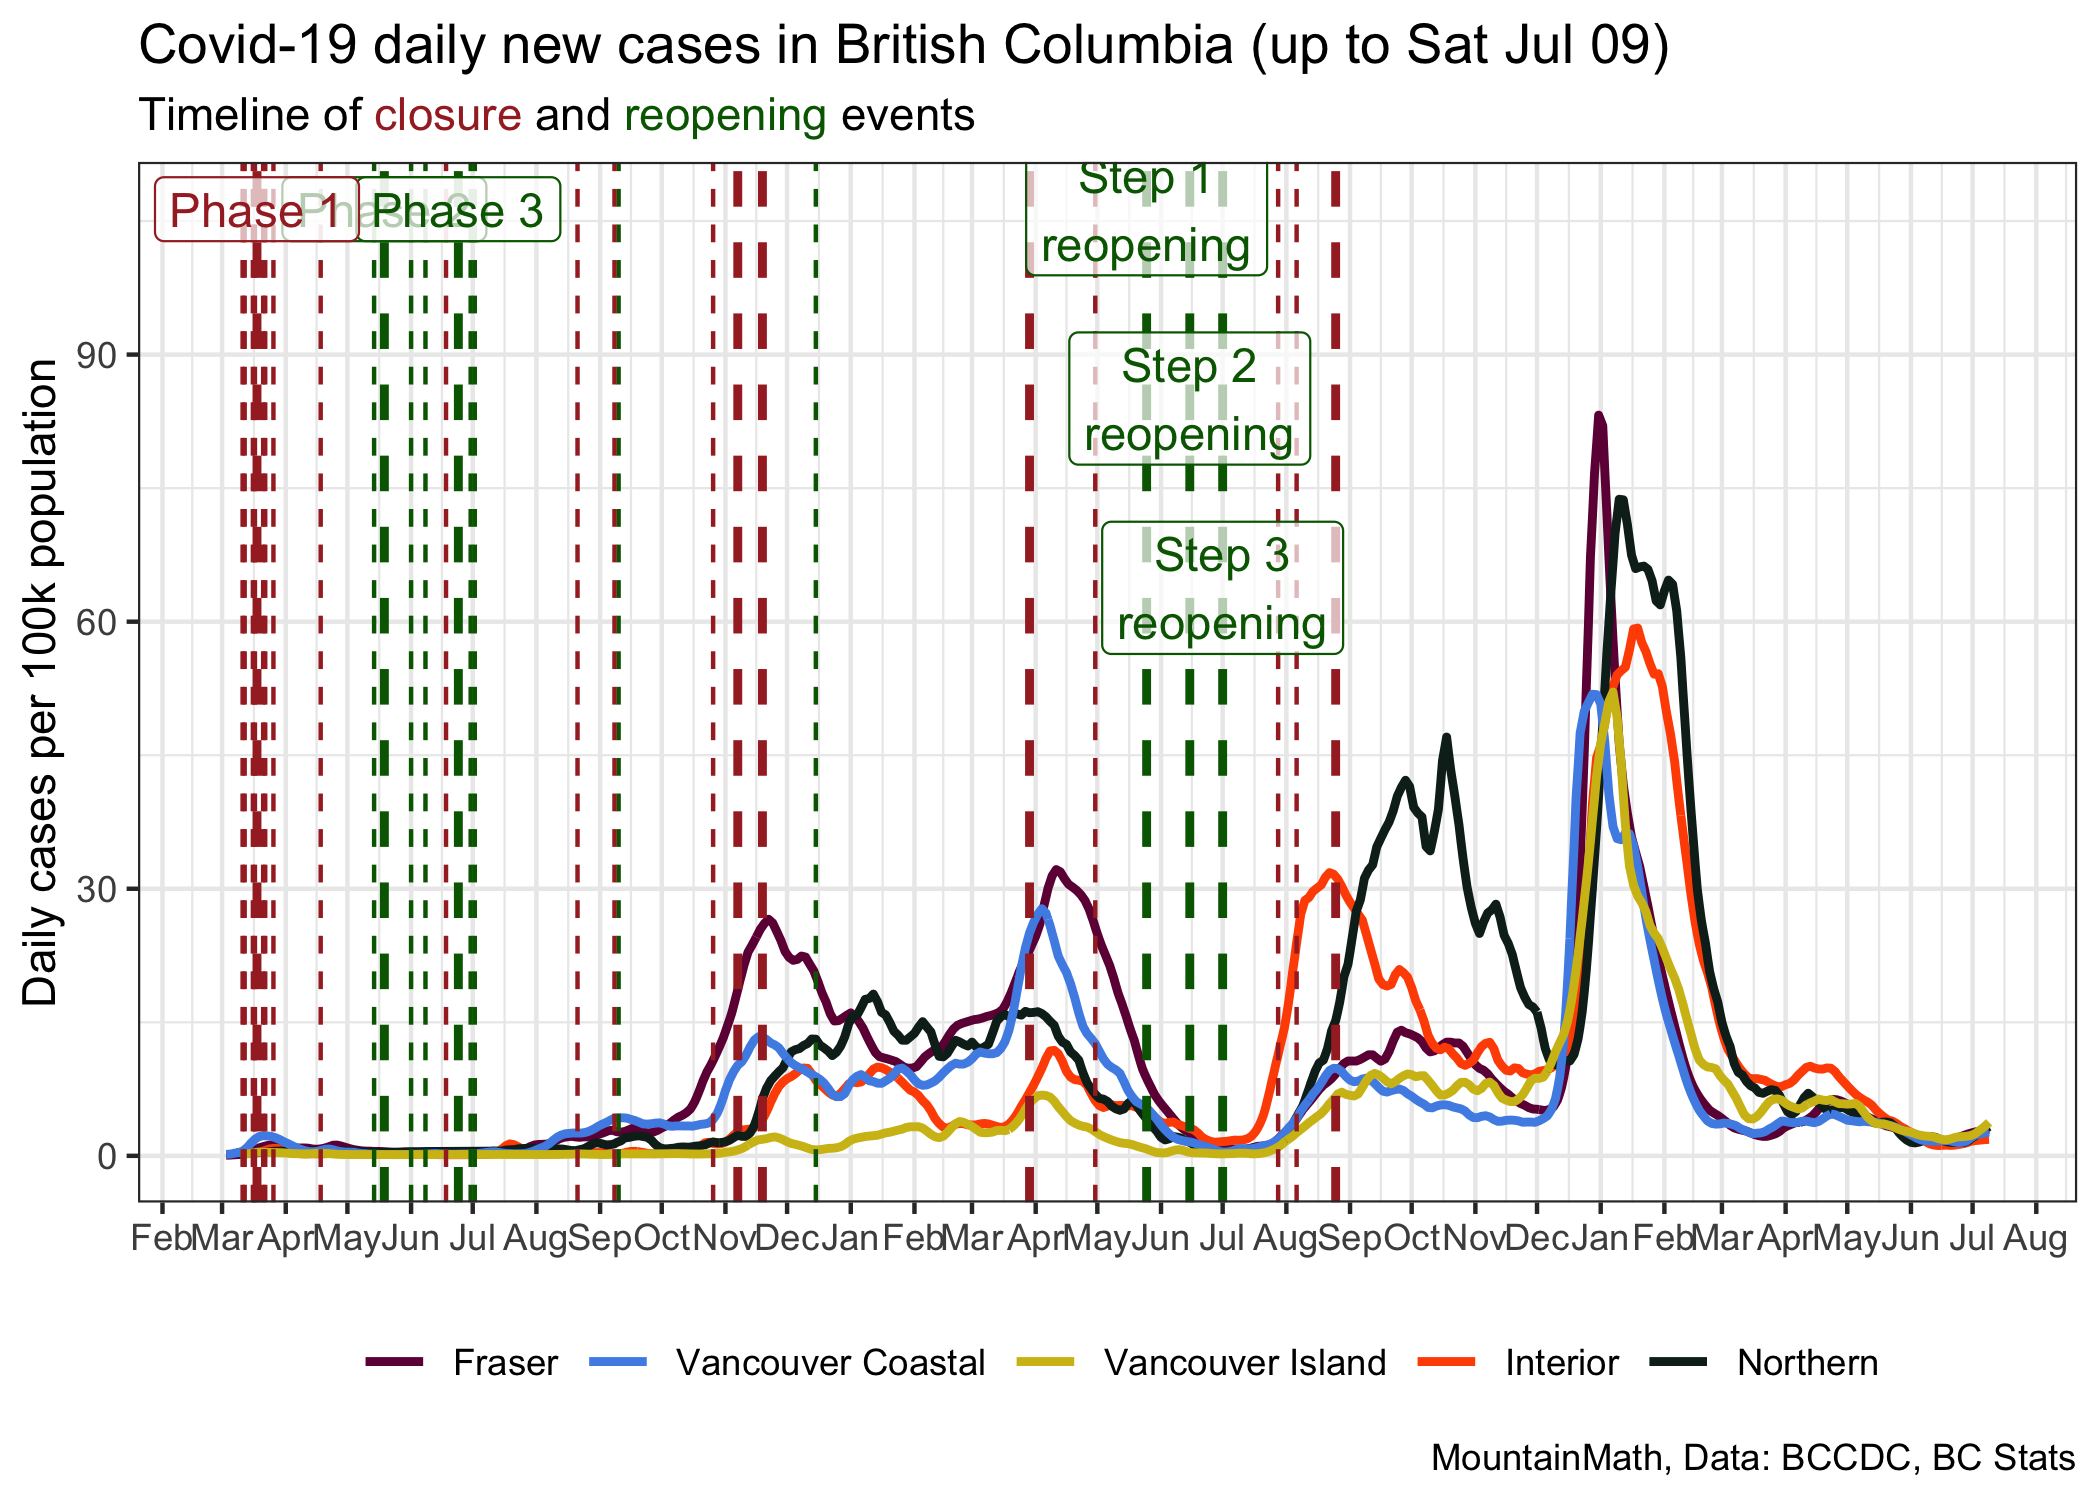 Covid-19 daily new cases in British Columbia (up to Sat Jul 09)
Timeline of closure and reopening events
Phase 1
Phase 2
Phase 3
Step 1
reopening
Step 2
reopening
Step 3
reopening
Daily cases per 100k population
90
60
30
0
Feb Mar Apr May Jun Jul Aug Sep Oct Nov Dec Jan Feb Mar Apr May Jun Jul Aug Sep Oct Nov Dec Jan Feb Mar Apr May Jun Jul Aug
Fraser Vancouver Coastal Vancouver Island Interior Northern
MountainMath, Data: BCCDC, BC Stats